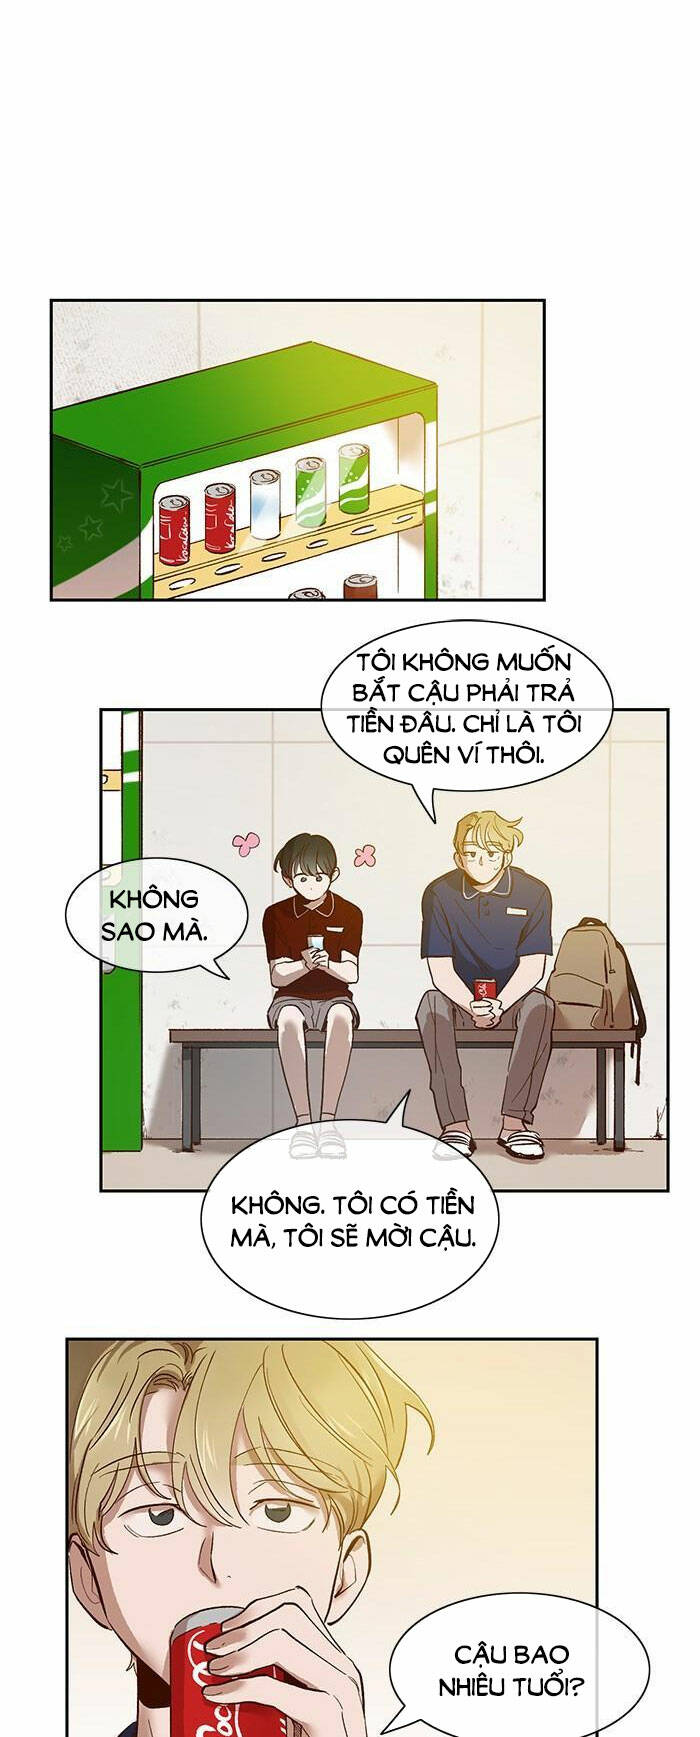 TÔI KHÔNG MUỐN
BẮT CẬU PHẢI TRẢ
TIỀN ĐÂU. CHỈ LÀ TÔI
QUÊN VÍ THÔI.
KHÔNG
SAO MÀ.
KHÔNG. TÔI CÓ TIỀN
MÀ, TÔI SẼ MỜI CẬU.
CẬU BAO
NHIÊU TUỔI?